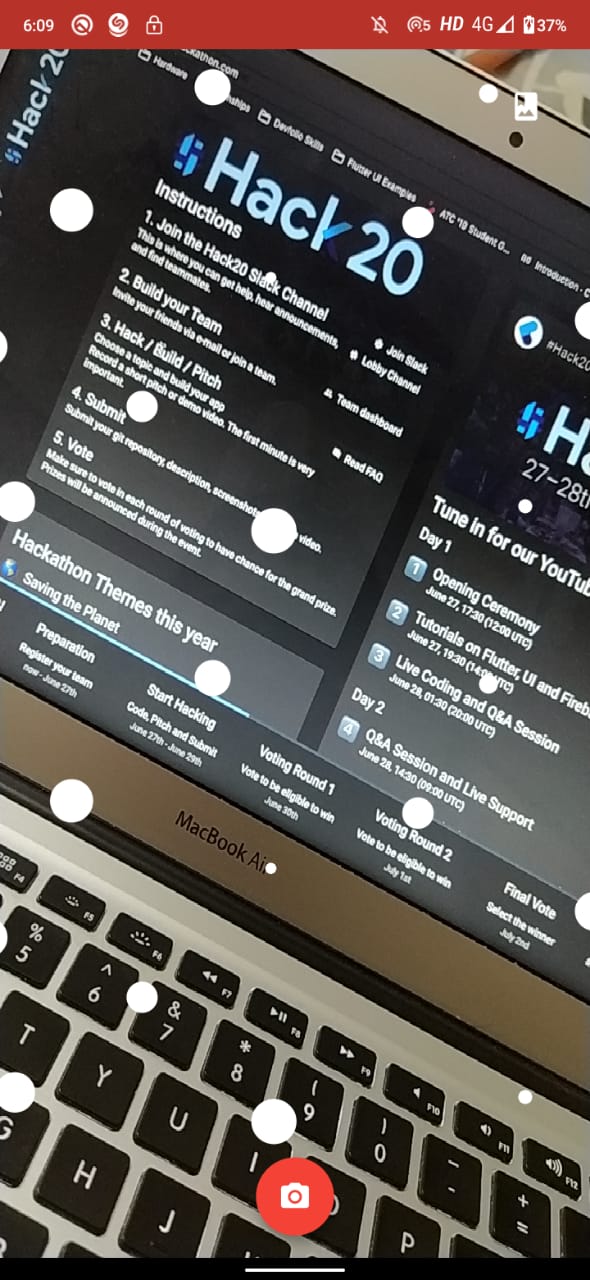 6:09
5 HD 4G 37%
#Hack20
Hardware
Devfolio Skills
Flutter UI Examples
ATC '19 Student O...
Introduction - C
#Hack20
Instructions
1. Join the Hack20 Slack Channel
This is where you can get help, hear announcements,
and find teammates.
Join Slack
Lobby Channel
2. Build your Team
Invite your friends via e-mail or join a team.
Team dashboard
3. Hack / Build / Pitch
Choose a topic and build your app
Record a short pitch or demo video. The first minute is very
important.
Read FAQ
4. Submit
Submit your git repository, description, video.
5. Vote
Make sure to vote in each round of voting to have chance for the grand prize.
Prizes will be announced during the event.
Hackathon Themes this year
Saving the Planet
#Hack20
27-28t
Tune in for our YouTu
Day 1
1 Opening Ceremony
June 27, 17:30 (12:00 UTC)
2 Tutorials on Flutter, UI and Fireb
June 27, 19:30 (14:00 UTC)
3 Live Coding and Q&A Session
June 28, 01:30 (20:00 UTC)
Day 2
4 Q&A Session and Live Support
June 28, 14:30 (09:00 UTC)
Preparation
Register your team
now - June 27th
Start Hacking
Code, Pitch and Submit
June 27th - June 29th
Voting Round 1
Vote to be eligible to win
June 30th
Voting Round 2
Vote to be eligible to win
July 1st
Final Vote
Select the winner
July 2nd
MacBook Air
F4 F5 F6 F7 F8 F9 F10 F11 F12
% 5 ^ 6 & 7 * 8 ( 9 ) 0 _ - + =
T Y U I P
G H J